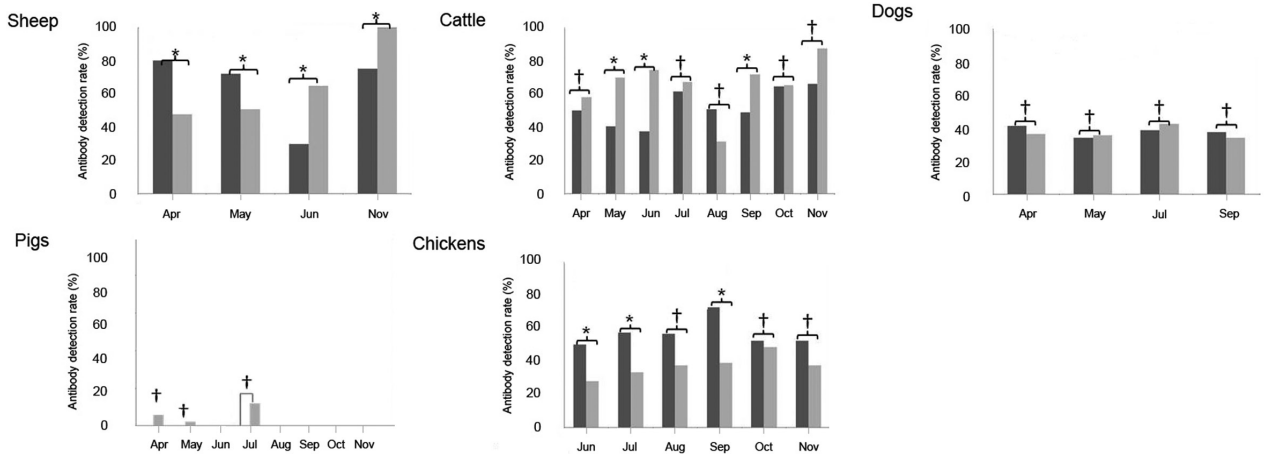 Sheep
Antibody detection rate (%)
100
80
60
40
20
0
* * * *
Apr May Jun Nov
Cattle
Antibody detection rate (%)
100
80
60
40
20
0
† * * † † * † †
Apr May Jun Jul Aug Sep Oct Nov
Dogs
Antibody detection rate (%)
100
80
60
40
20
0
† † † †
Apr May Jul Sep
Pigs
Antibody detection rate (%)
100
80
60
40
20
0
† † †
Apr May Jun Jul Aug Sep Oct Nov
Chickens
Antibody detection rate (%)
100
80
60
40
20
0
* * † * † †
Jun Jul Aug Sep Oct Nov